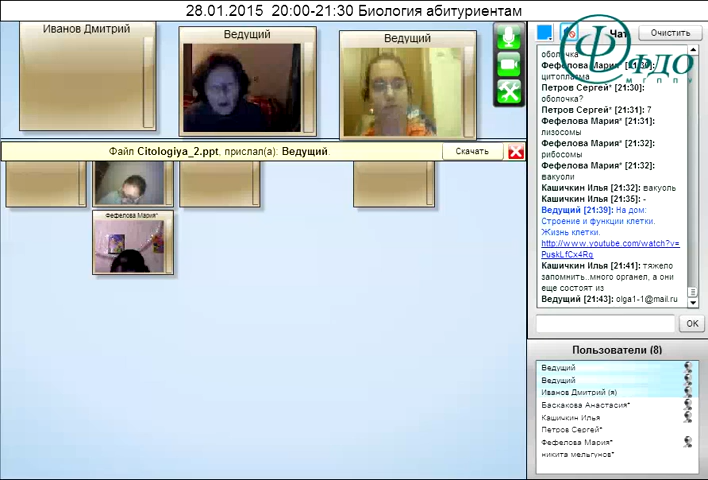 28.01.2015 20:00-21:30 Биология абитуриентам
Иванов Дмитрий
Ведущий
Ведущий
Файл Citologiya_2.ppt, прислал(а): Ведущий.
Скачать
Фефелова Мария*
Чат
Очистить
Фíдо
МГППУ
оболочка
Фефелова Мария* [21:30]:
цитоплазма
Петров Сергей* [21:30]:
оболочка?
Петров Сергей* [21:31]: 7
Фефелова Мария* [21:31]:
лизосомы
Фефелова Мария* [21:32]:
рибосомы
Фефелова Мария* [21:32]:
вакуоли
Кашичкин Илья [21:32]: вакуоль
Кашичкин Илья [21:35]: -
Ведущий [21:39]: На дом:
Строение и функции клетки.
Жизнь клетки.
http://www.youtube.com/watch?v=
PuskLfCx4Rg
Кашичкин Илья [21:41]: тяжело
запомнить..много органел, а они
еще состоят из
Ведущий [21:43]: olga1-1@mail.ru
OK
Пользователи (8)
Ведущий
Ведущий
Иванов Дмитрий (я)
Баскакова Анастасия*
Кашичкин Илья
Петров Сергей*
Фефелова Мария*
никита мельгунов*